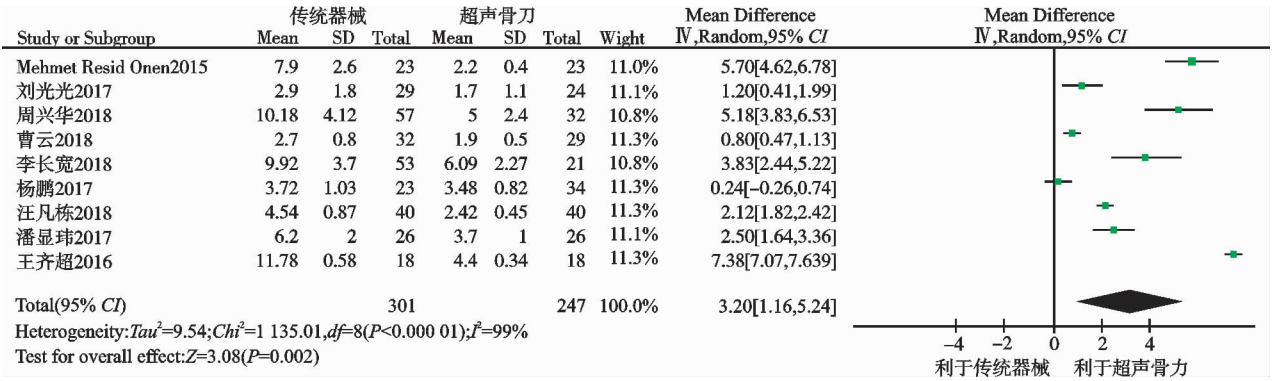 传统器械 超声骨刀 Mean Difference Mean Difference
Study or Subgroup Mean SD Total Mean SD Total Wight Ⅳ,Random,95% CI Ⅳ,Random,95% CI
Mehmet Resid Onen2015 7.9 2.6 23 2.2 0.4 23 11.0% 5.70[4.62,6.78]
刘光光2017 2.9 1.8 29 1.7 1.1 24 11.1% 1.20[0.41,1.99]
周兴华2018 10.18 4.12 57 5 2.4 32 10.8% 5.18[3.83,6.53]
曹云2018 2.7 0.8 32 1.9 0.5 29 11.3% 0.80[0.47,1.13]
李长宽2018 9.92 3.7 53 6.09 2.27 21 10.8% 3.83[2.44,5.22]
杨鹏2017 3.72 1.03 23 3.48 0.82 34 11.3% 0.24[−0.26,0.74]
汪凡栋2018 4.54 0.87 40 2.42 0.45 40 11.3% 2.12[1.82,2.42]
潘显玮2017 6.2 2 26 3.7 1 26 11.1% 2.50[1.64,3.36]
王齐超2016 11.78 0.58 18 4.4 0.34 18 11.3% 7.38[7.07,7.639]
Total(95% CI) 301 247 100.0% 3.20[1.16,5.24]
Heterogeneity:Tau²=9.54;Chi²=1 135.01,df=8(P<0.000 01);I²=99%
Test for overall effect:Z=3.08(P=0.002)
−4 −2 0 2 4
利于传统器械 利于超声骨力